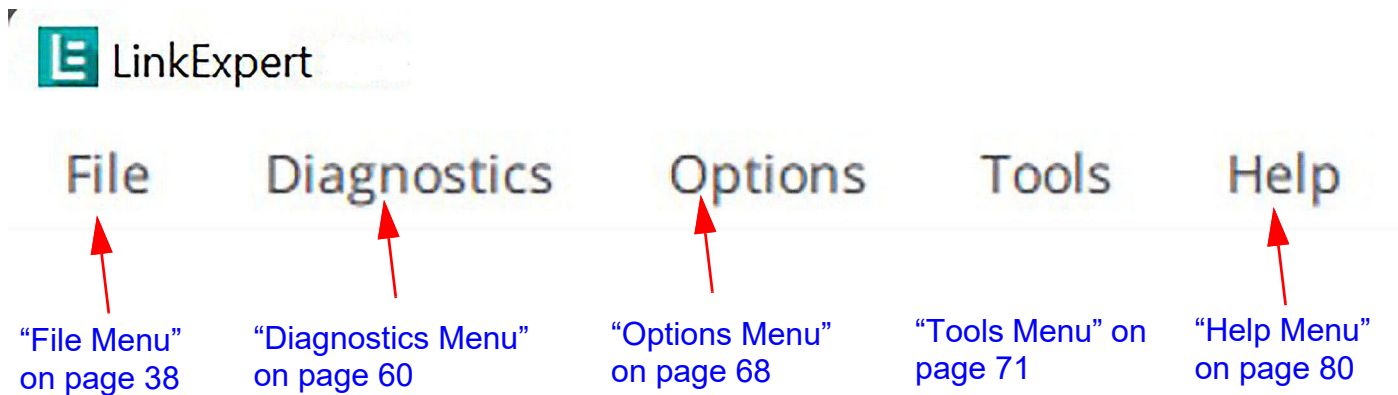 LinkExpert
File Diagnostics Options Tools Help
“File Menu” on page 38
“Diagnostics Menu” on page 60
“Options Menu” on page 68
“Tools Menu” on page 71
“Help Menu” on page 80